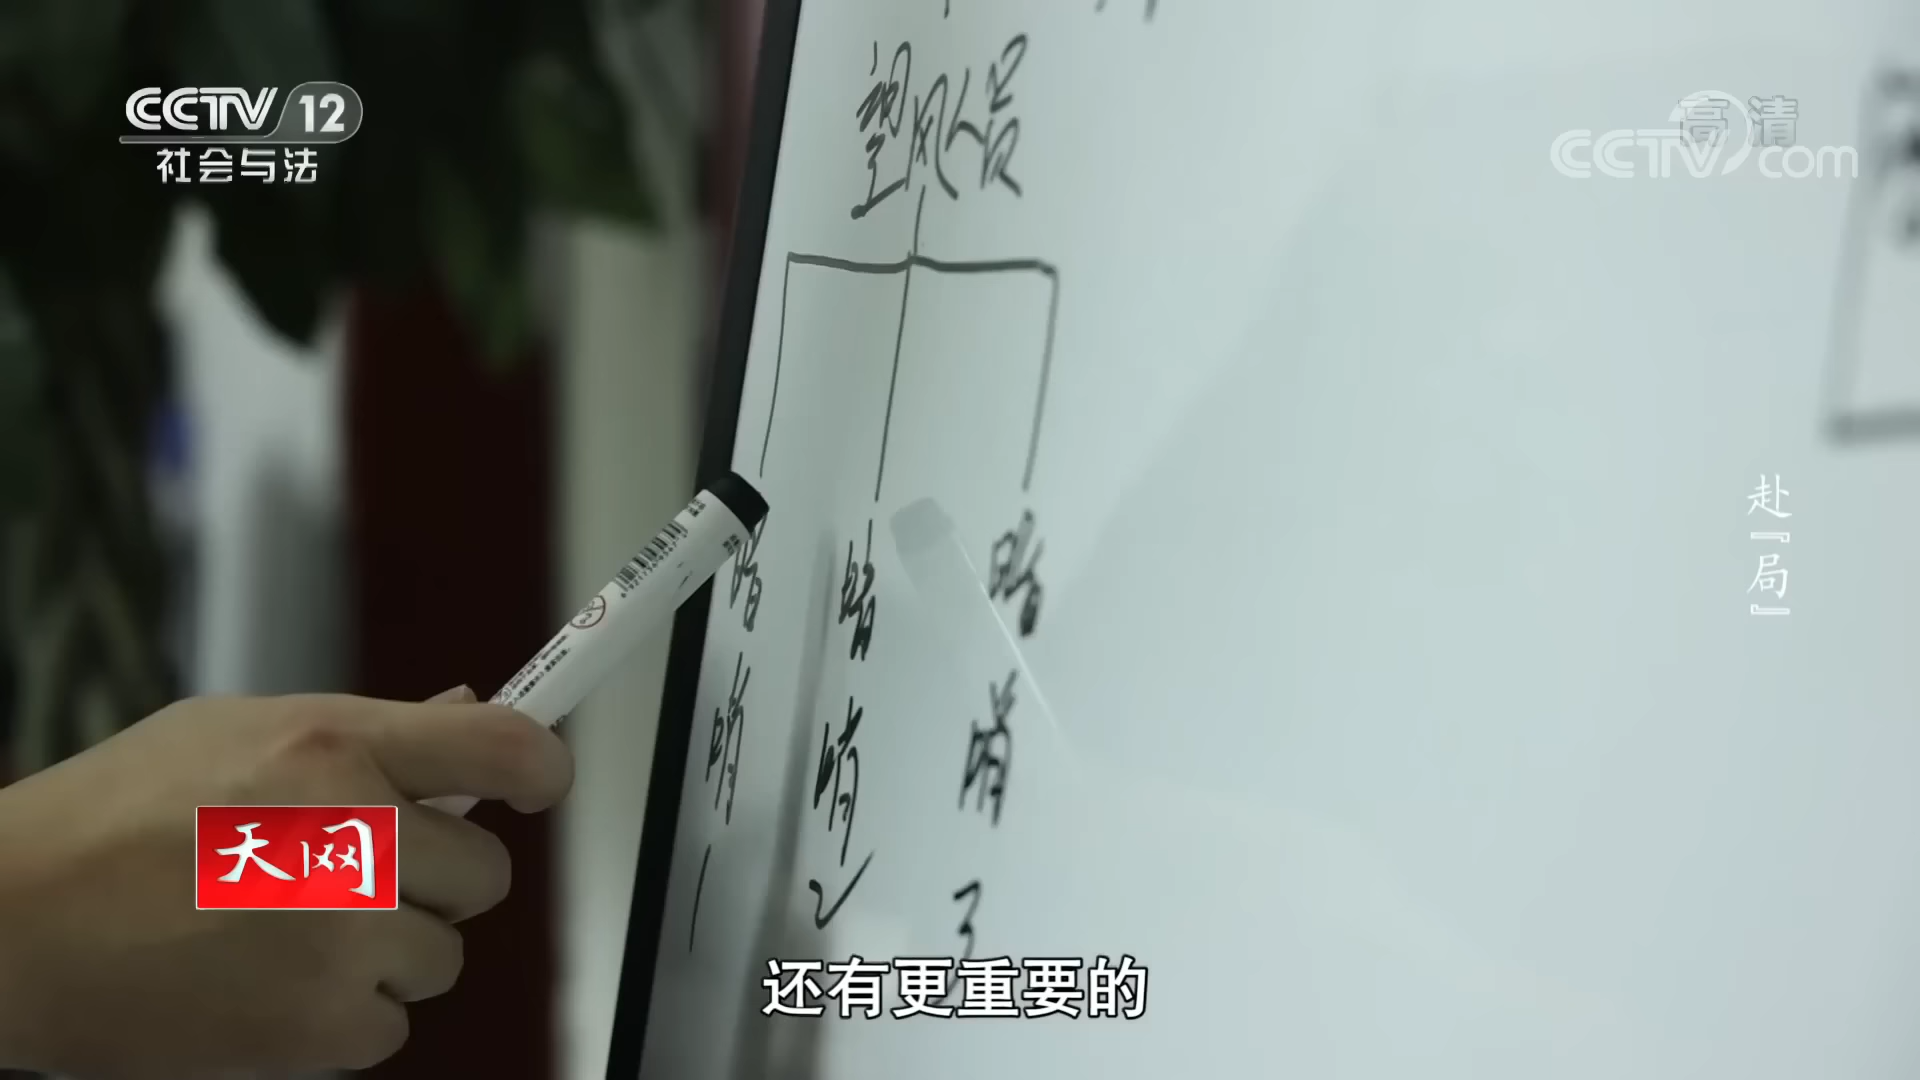 CCTV 12
社会与法
高清
CCTV.com
望风人员
暗哨1
暗哨2
暗哨3
赴『局』
天网
还有更重要的